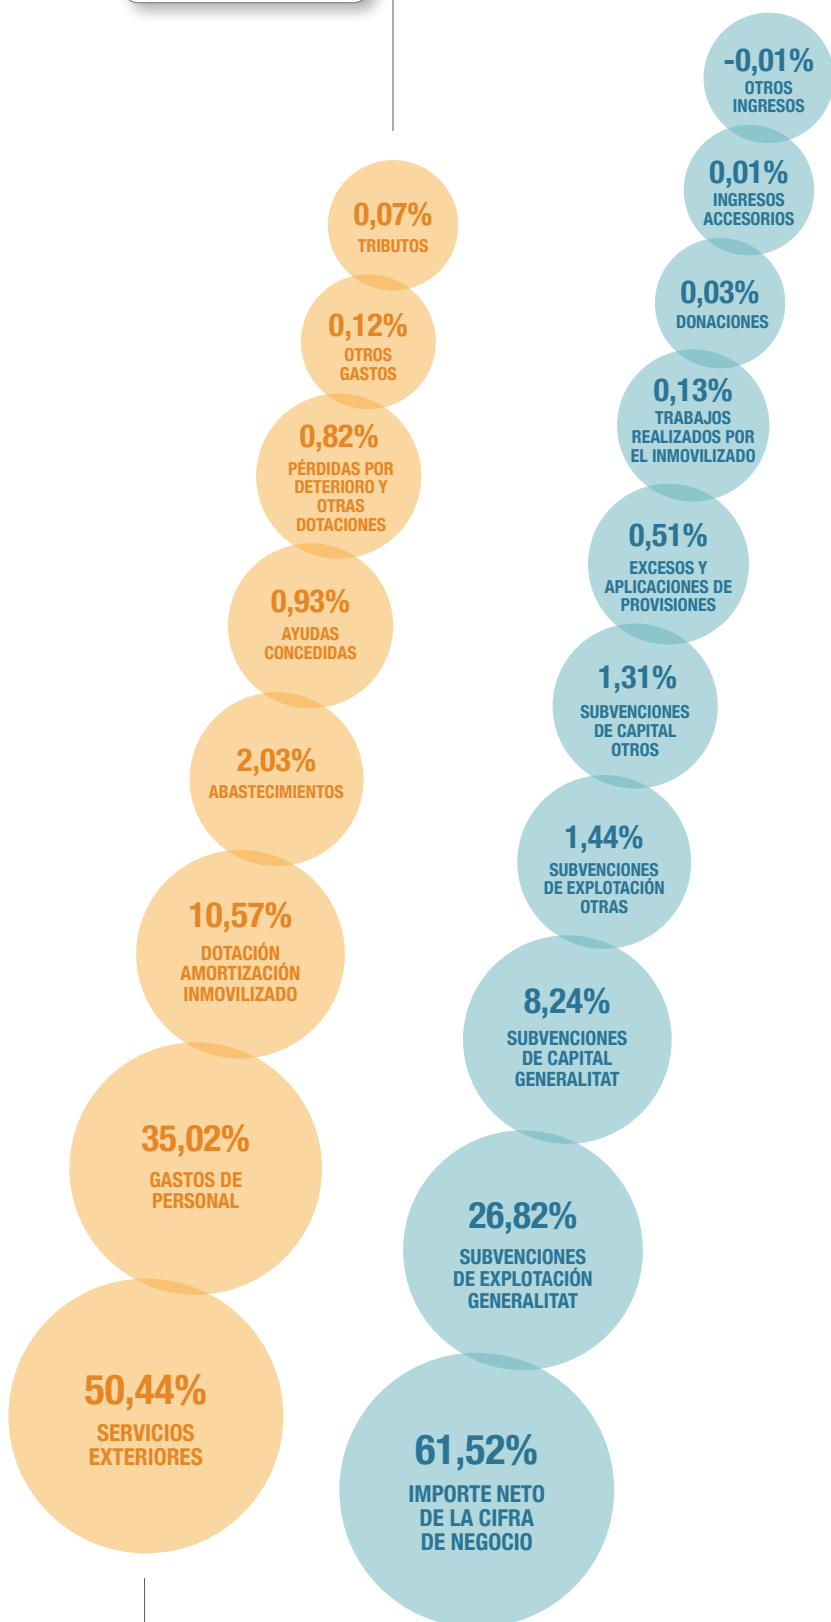 0,07%
TRIBUTOS
0,12%
OTROS
GASTOS
0,82%
PÉRDIDAS POR
DETERIORO Y
OTRAS
DOTACIONES
0,93%
AYUDAS
CONCEDIDAS
2,03%
ABASTECIMIENTOS
10,57%
DOTACIÓN
AMORTIZACIÓN
INMOVILIZADO
35,02%
GASTOS DE
PERSONAL
50,44%
SERVICIOS
EXTERIORES
-0,01%
OTROS
INGRESOS
0,01%
INGRESOS
ACCESORIOS
0,03%
DONACIONES
0,13%
TRABAJOS
REALIZADOS POR
EL INMOVILIZADO
0,51%
EXCESOS Y
APLICACIONES DE
PROVISIONES
1,31%
SUBVENCIONES
DE CAPITAL
OTROS
1,44%
SUBVENCIONES
DE EXPLOTACIÓN
OTRAS
8,24%
SUBVENCIONES
DE CAPITAL
GENERALITAT
26,82%
SUBVENCIONES
DE EXPLOTACIÓN
GENERALITAT
61,52%
IMPORTE NETO
DE LA CIFRA
DE NEGOCIO